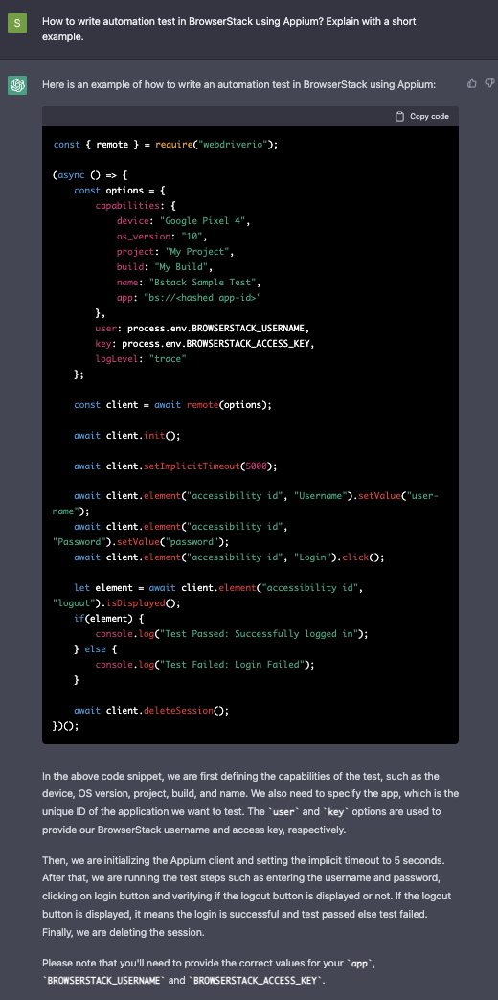 S
How to write automation test in BrowserStack using Appium? Explain with a short
example.
Here is an example of how to write an automation test in BrowserStack using Appium:
Copy code
const { remote } = require("webdriverio");
(async () => {
const options = {
capabilities: {
device: "Google Pixel 4",
os_version: "10",
project: "My Project",
build: "My Build",
name: "Bstack Sample Test",
app: "bs://<hashed app-id>"
},
user: process.env.BROWSERSTACK_USERNAME,
key: process.env.BROWSERSTACK_ACCESS_KEY,
logLevel: "trace"
};
const client = await remote(options);
await client.init();
await client.setImplicitTimeout(5000);
await client.element("accessibility id", "Username").setValue("user-
name");
await client.element("accessibility id",
"Password").setValue("password");
await client.element("accessibility id", "Login").click();
let element = await client.element("accessibility id",
"logout").isDisplayed();
if(element) {
console.log("Test Passed: Successfully logged in");
} else {
console.log("Test Failed: Login Failed");
}
await client.deleteSession();
})();
In the above code snippet, we are first defining the capabilities of the test, such as the
device, OS version, project, build, and name. We also need to specify the app, which is the
unique ID of the application we want to test. The `user` and `key` options are used to
provide our BrowserStack username and access key, respectively.
Then, we are initializing the Appium client and setting the implicit timeout to 5 seconds.
After that, we are running the test steps such as entering the username and password,
clicking on login button and verifying if the logout button is displayed or not. If the logout
button is displayed, it means the login is successful and test passed else test failed.
Finally, we are deleting the session.
Please note that you'll need to provide the correct values for your `app`,
`BROWSERSTACK_USERNAME` and `BROWSERSTACK_ACCESS_KEY`.